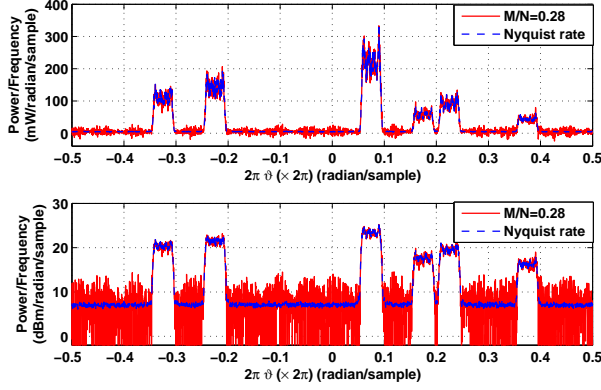 Power/Frequency
(mW/radian/sample)
400
300
200
100
0
M/N=0.28
Nyquist rate
-0.5 -0.4 -0.3 -0.2 -0.1 0 0.1 0.2 0.3 0.4 0.5
2π ϑ (× 2π) (radian/sample)
Power/Frequency
(dBm/radian/sample)
30
20
10
0
M/N=0.28
Nyquist rate
-0.5 -0.4 -0.3 -0.2 -0.1 0 0.1 0.2 0.3 0.4 0.5
2π ϑ (× 2π) (radian/sample)